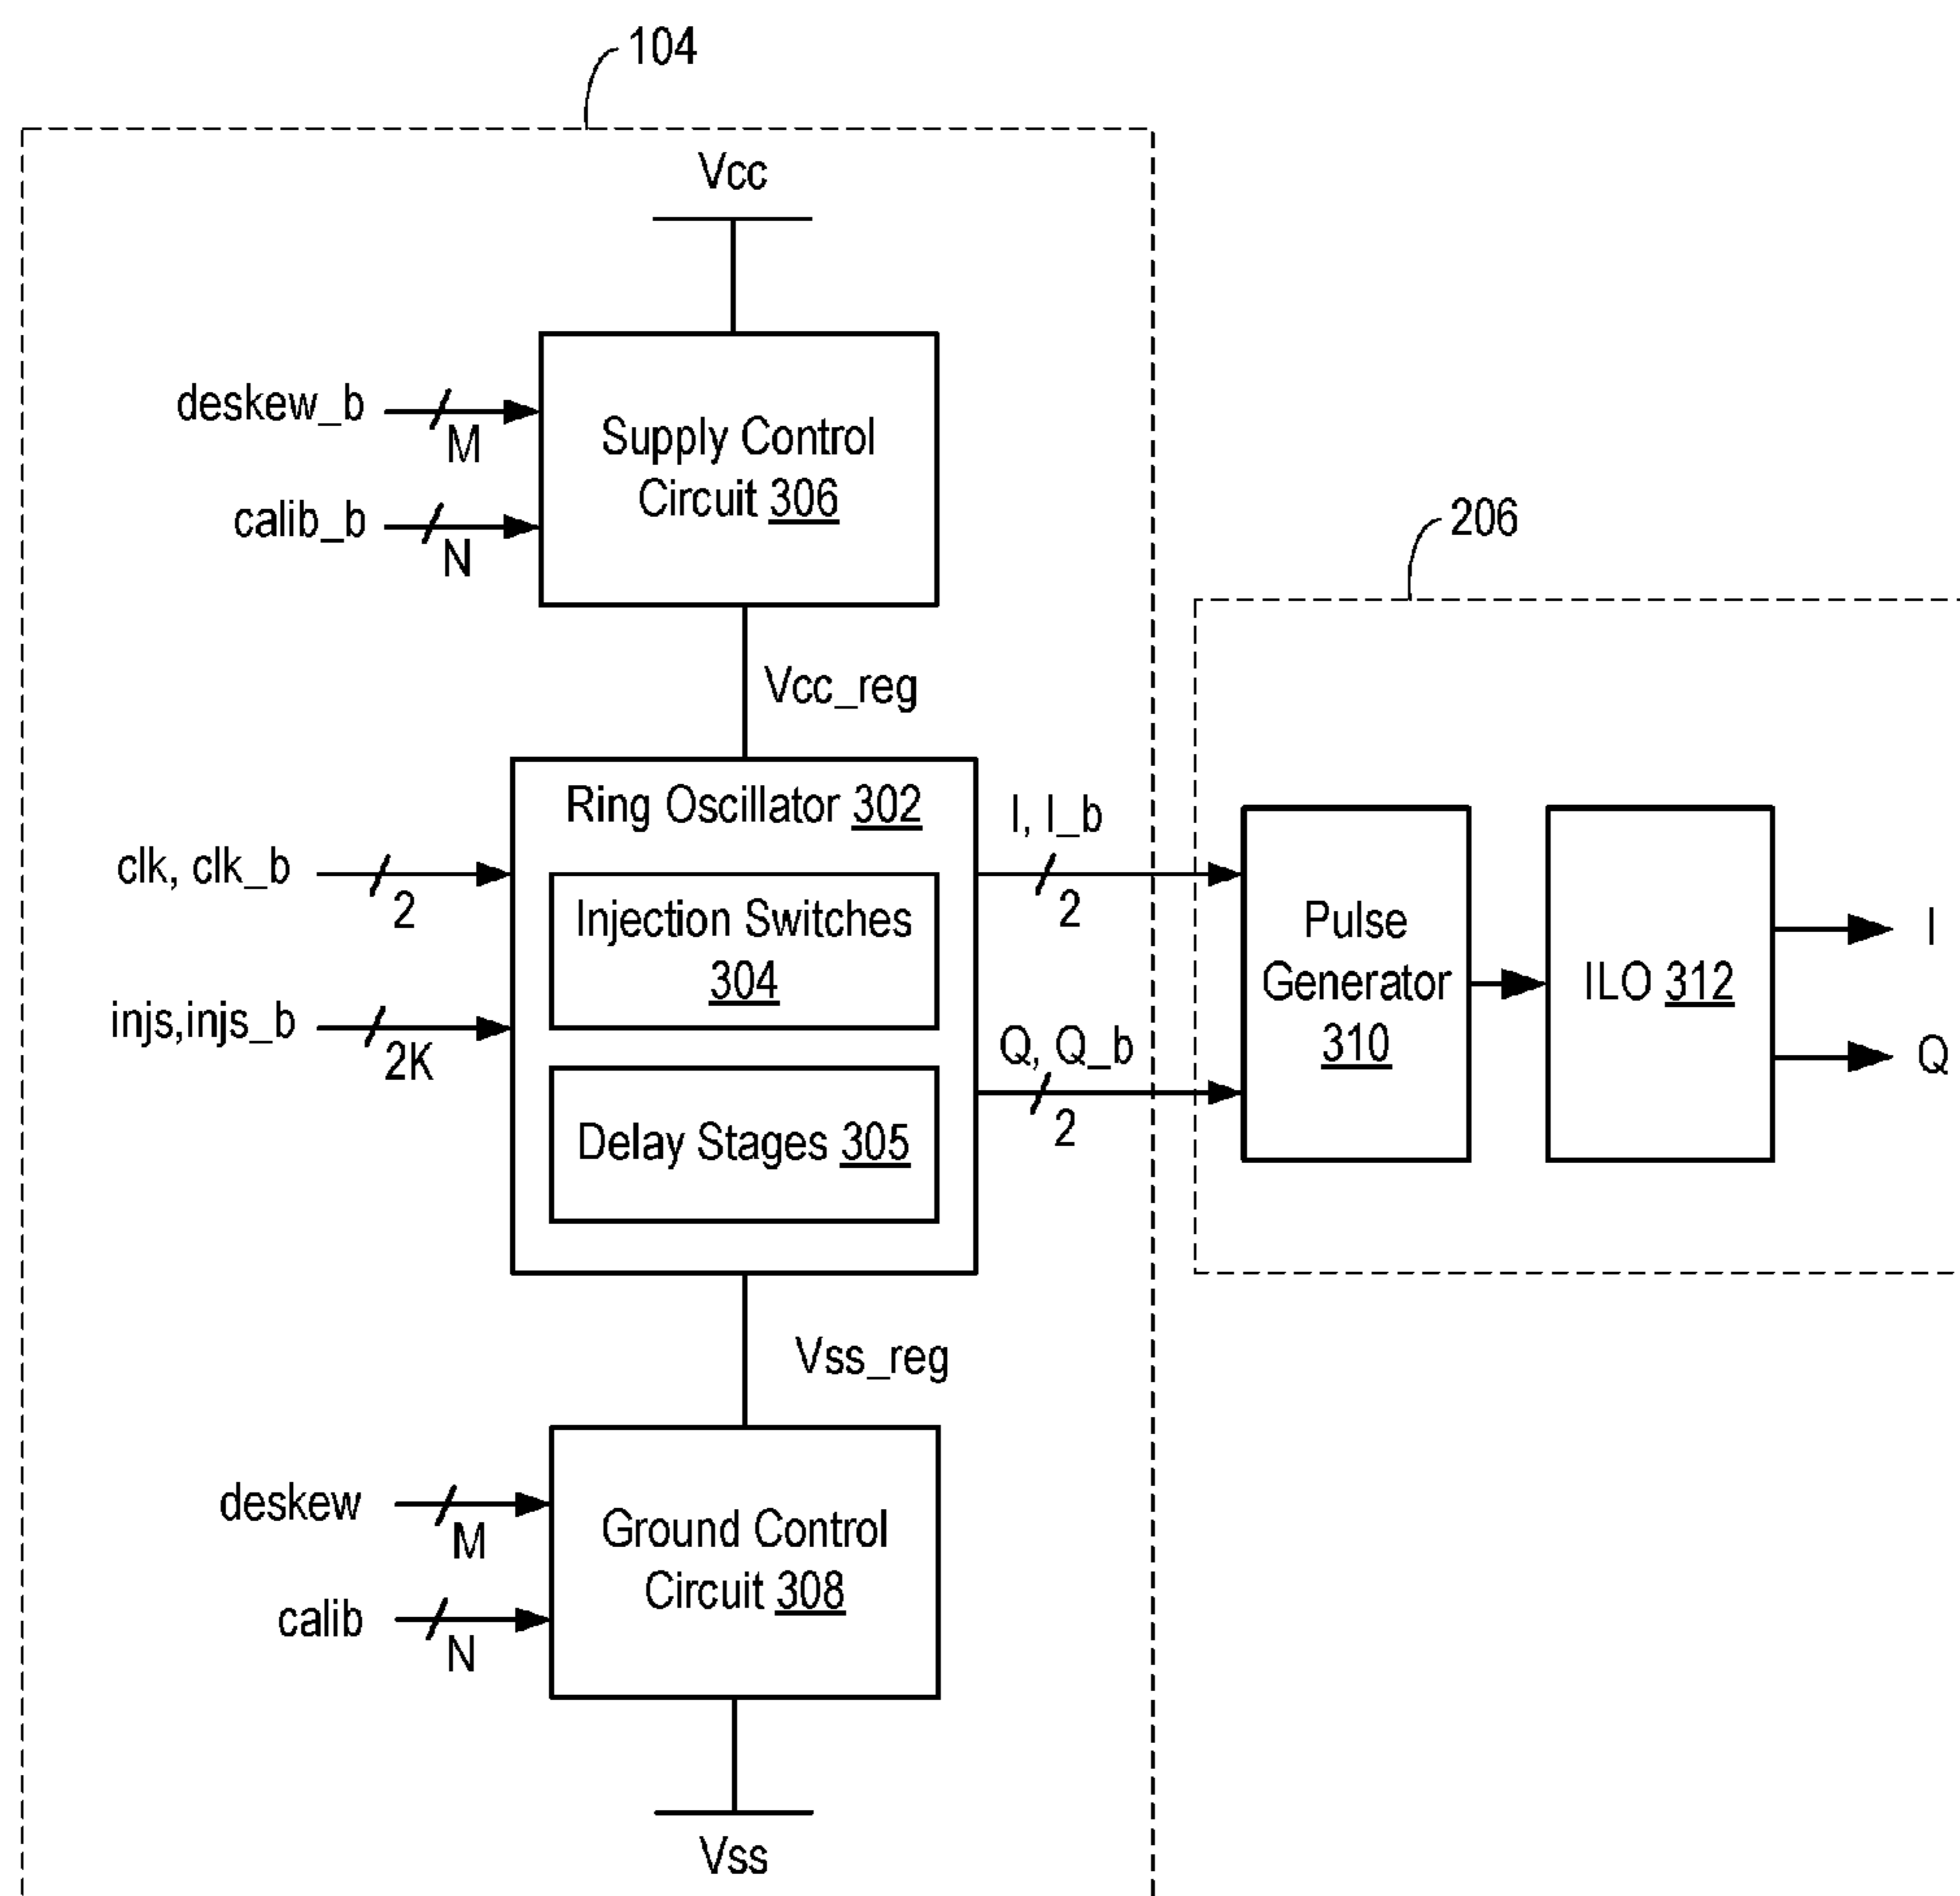 104
Vcc
deskew_b
M
calib_b
N
Supply Control
Circuit 306
206
Vcc_reg
Ring Oscillator 302
clk, clk_b
2
Injection Switches
304
injs,injs_b
2K
Delay Stages 305
I, I_b
2
Q, Q_b
2
Pulse
Generator
310
ILO 312
I
Q
Vss_reg
deskew
M
calib
N
Ground Control
Circuit 308
Vss